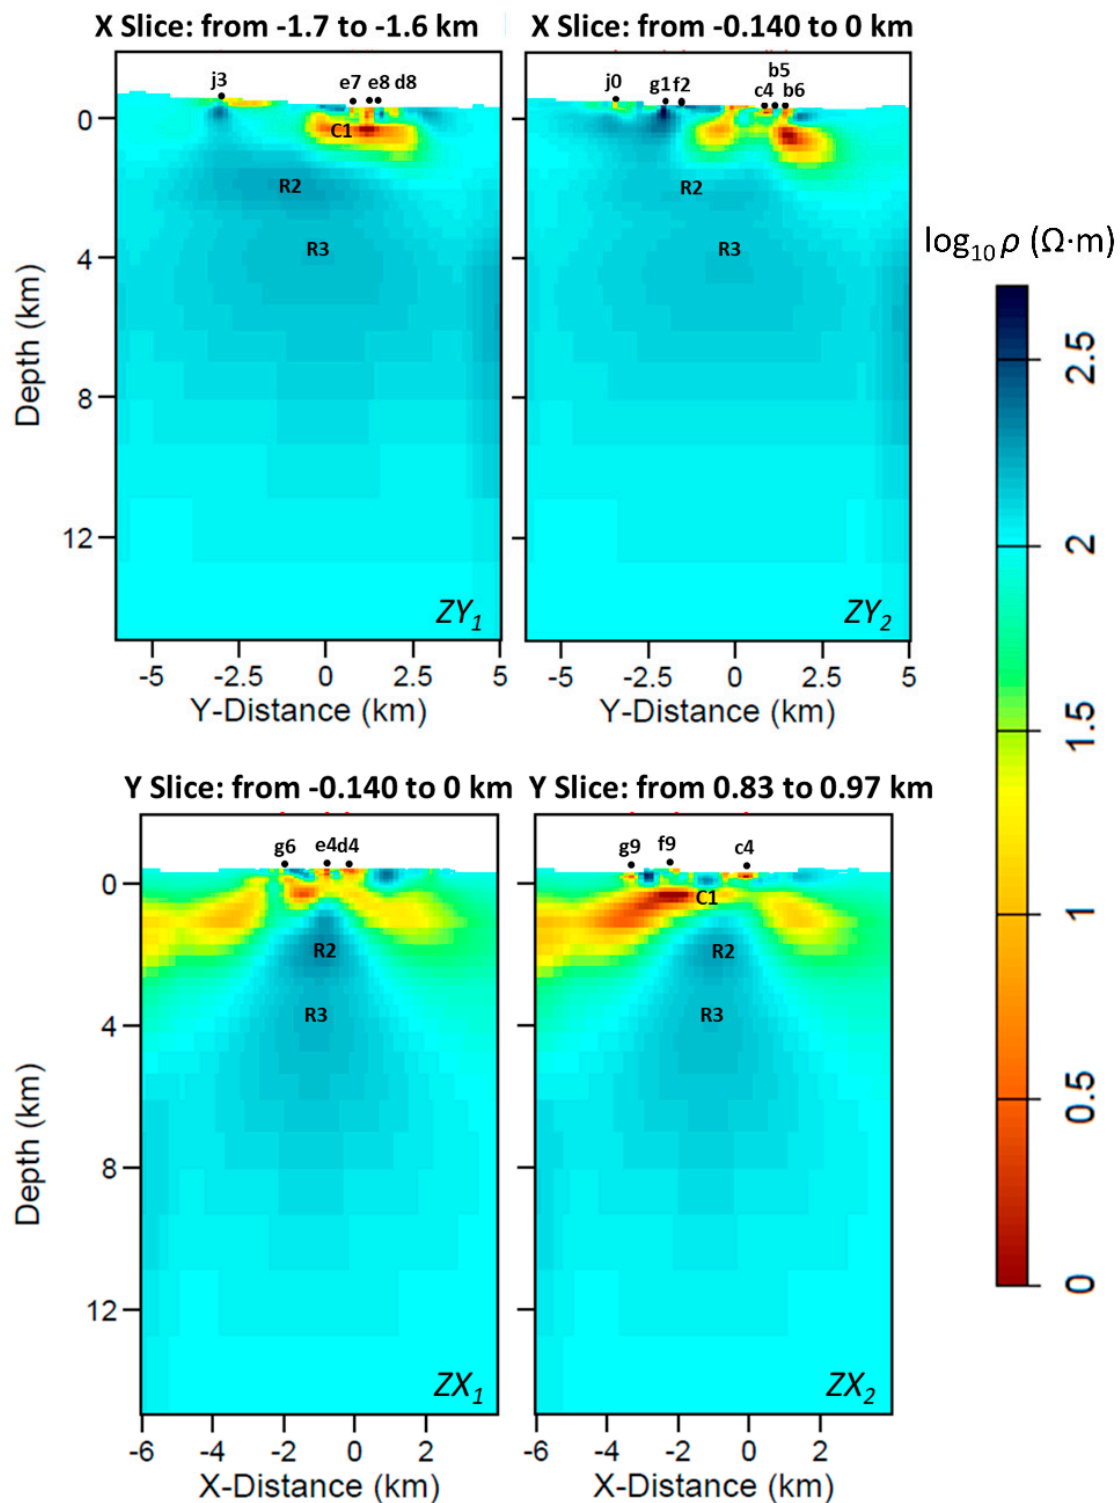 X Slice: from -1.7 to -1.6 km
X Slice: from -0.140 to 0 km
j3
e7 e8 d8
j0
g1 f2
b5
c4 b6
0
C1
R2
R2
R3
R3
4
8
12
Depth (km)
ZY1
ZY2
-5 -2.5 0 2.5 5
-5 -2.5 0 2.5 5
Y-Distance (km)
Y-Distance (km)
log10 ρ (Ω·m)
2.5
2
1.5
1
0.5
0
Y Slice: from -0.140 to 0 km
Y Slice: from 0.83 to 0.97 km
g6
e4 d4
g9
f9
c4
0
C1
R2
R2
R3
R3
4
8
12
Depth (km)
ZX1
ZX2
-6 -4 -2 0 2
-6 -4 -2 0 2
X-Distance (km)
X-Distance (km)